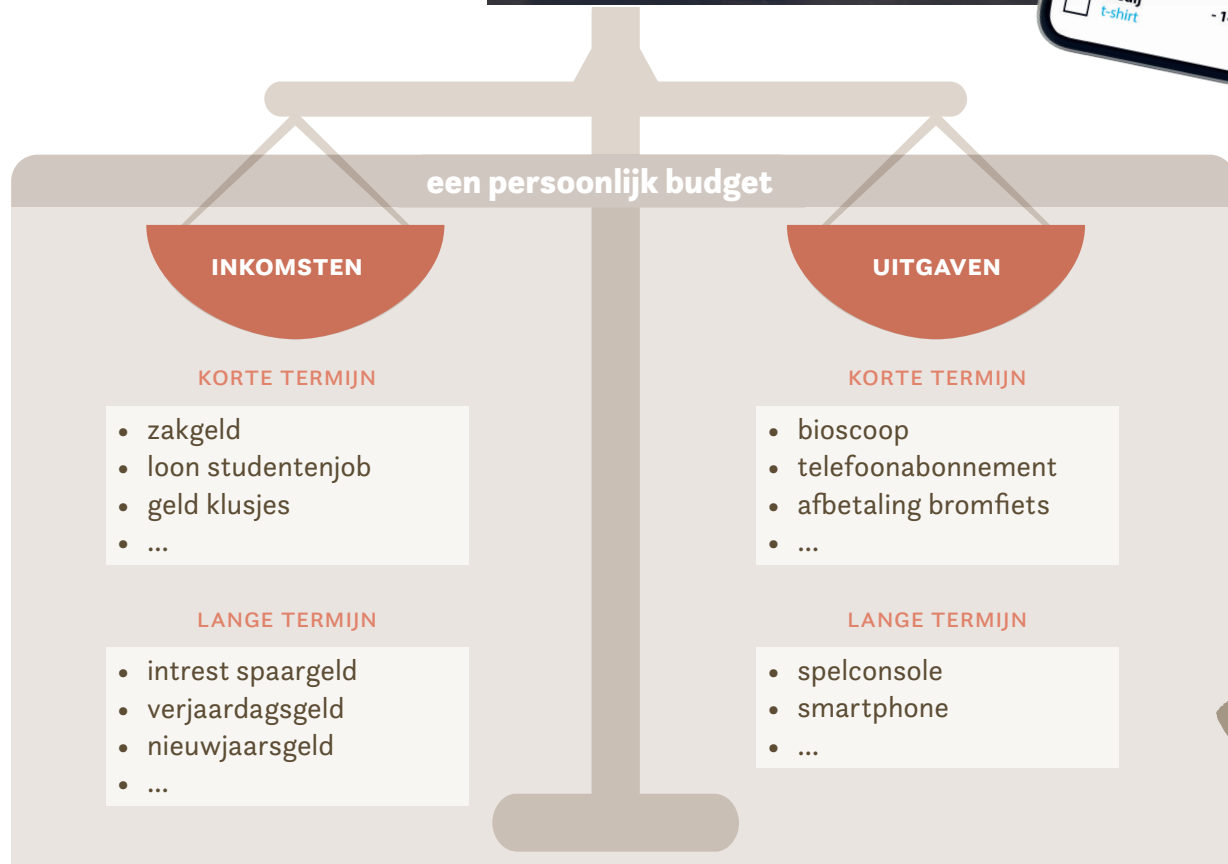 t-shirt
een persoonlijk budget
INKOMSTEN
KORTE TERMIJN
• zakgeld
• loon studentenjob
• geld klusjes
• ...
LANGE TERMIJN
• intrest spaargeld
• verjaardagsgeld
• nieuwjaarsgeld
• ...
UITGAVEN
KORTE TERMIJN
• bioscoop
• telefoonabonnement
• afbetaling bromfiets
• ...
LANGE TERMIJN
• spelconsole
• smartphone
• ...